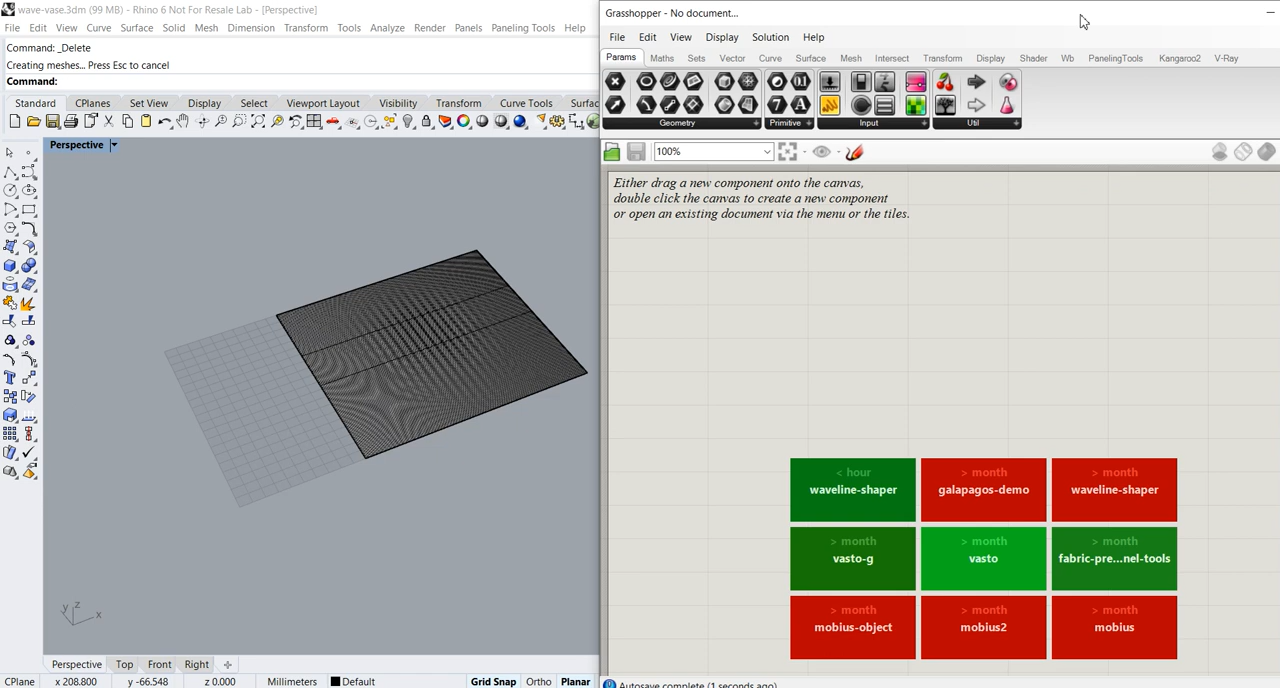 wave-vase.3dm (99 MB) - Rhino 6 Not For Resale Lab - [Perspective]
File Edit View Curve Surface Solid Mesh Dimension Transform Tools Analyze Render Panels Paneling Tools Help
Command: _Delete
Creating meshes... Press Esc to cancel
Command:
Standard CPlanes Set View Display Select Viewport Layout Visibility Transform Curve Tools Surfac
Perspective
y z x
Perspective Top Front Right
CPlane x 208.800 y -66.548 z 0.000 Millimeters Default Grid Snap Ortho Planar
Grasshopper - No document...
File Edit View Display Solution Help
Params Maths Sets Vector Curve Surface Mesh Intersect Transform Display Shader Wb PanelingTools Kangaroo2 V-Ray
Geometry Primitive Input Util
100%
Either drag a new component onto the canvas,
double click the canvas to create a new component
or open an existing document via the menu or the tiles.
< hour
waveline-shaper
> month
galapagos-demo
> month
waveline-shaper
> month
vasto-g
> month
vasto
> month
fabric-pre...nel-tools
> month
mobius-object
> month
mobius2
> month
mobius
Autosave complete (1 seconds ago)